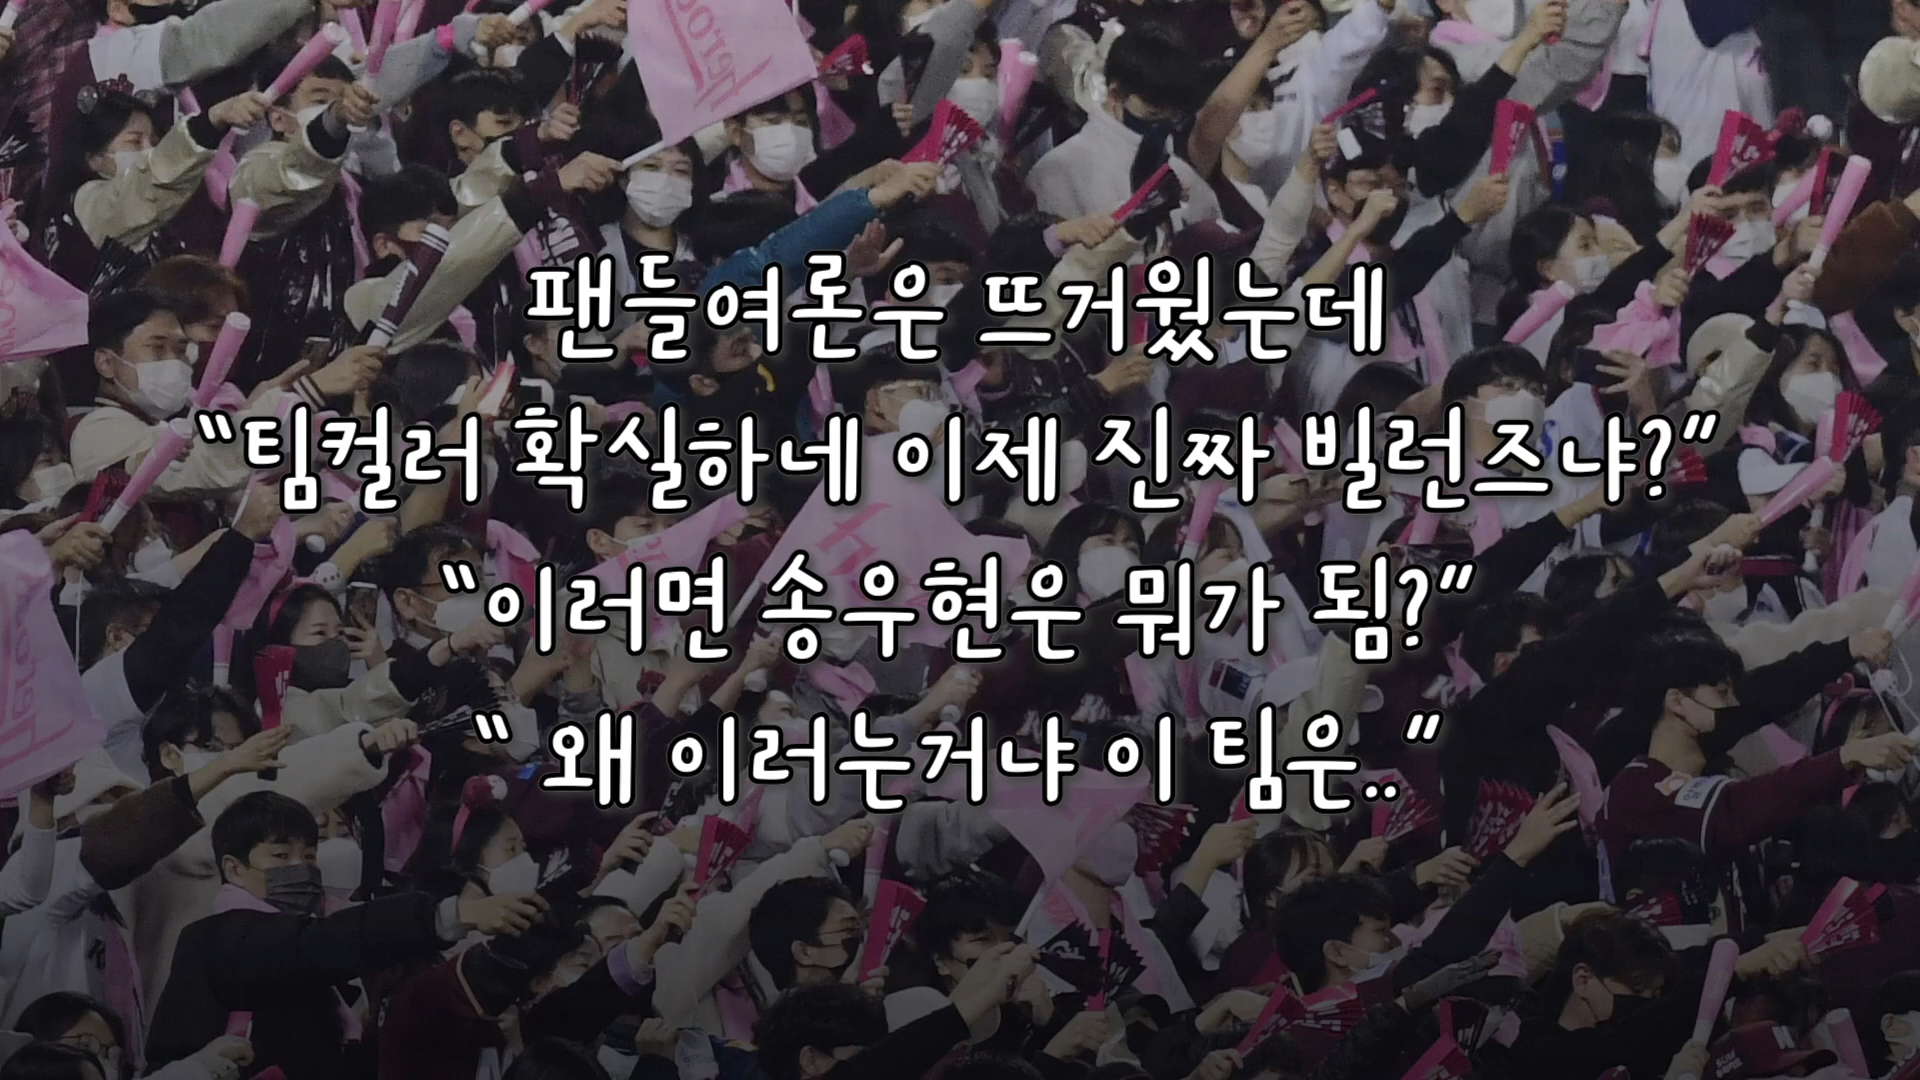 팬들여론은 뜨거웠는데
“팀컬러 확실하네 이제 진짜 빌런즈냐?”
“이러면 송우현은 뭐가 됨?”
“ 왜 이러는거냐 이 팀은..”